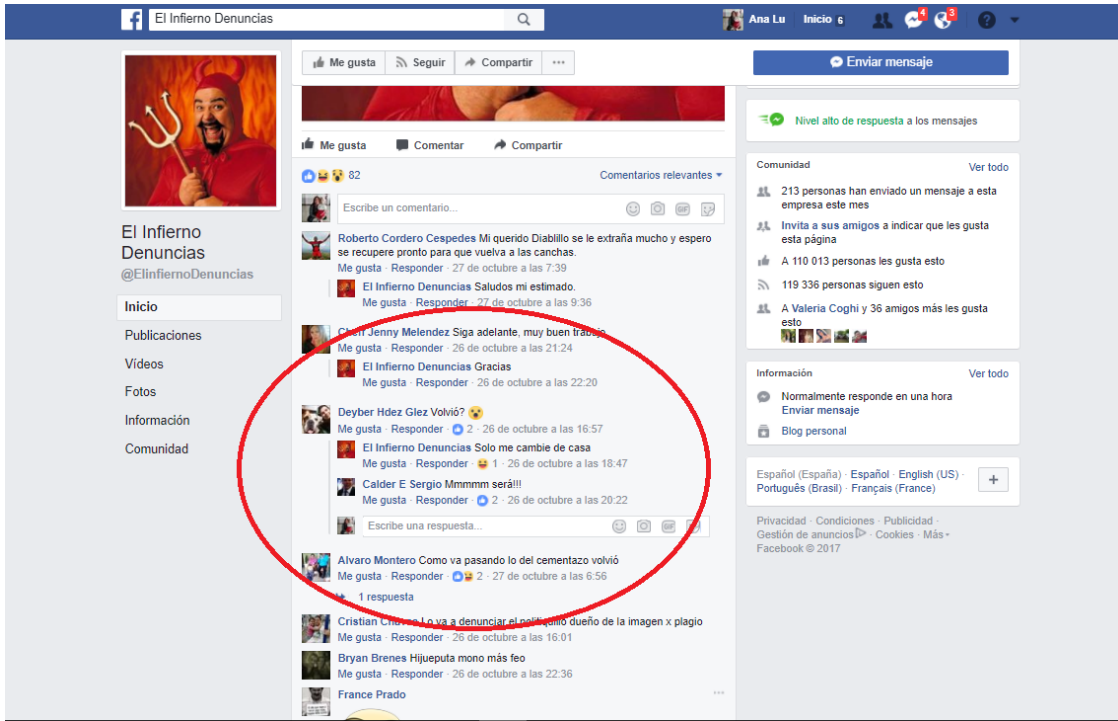 El Infierno Denuncias
Ana Lu Inicio 6
4
3
El Infierno
Denuncias
@ElinfiernoDenuncias
Inicio
Publicaciones
Vídeos
Fotos
Información
Comunidad
Me gusta Seguir Compartir ...
Me gusta Comentar Compartir
82 Comentarios relevantes
Escribe un comentario...
GIF
Roberto Cordero Cespedes Mi querido Diablillo se le extraña mucho y espero
se recupere pronto para que vuelva a las canchas.
Me gusta · Responder · 27 de octubre a las 7:39
El Infierno Denuncias Saludos mi estimado.
Me gusta · Responder · 27 de octubre a las 9:36
Jenny Melendez Siga adelante, muy buen trabajo
Me gusta · Responder · 26 de octubre a las 21:24
El Infierno Denuncias Gracias
Me gusta · Responder · 26 de octubre a las 22:20
Deyber Hdez Glez Volvió?
Me gusta · Responder · 2 · 26 de octubre a las 16:57
El Infierno Denuncias Solo me cambie de casa
Me gusta · Responder · 1 · 26 de octubre a las 18:47
Calder E Sergio Mmmmm será!!!
Me gusta · Responder · 2 · 26 de octubre a las 20:22
Escribe una respuesta...
GIF
Alvaro Montero Como va pasando lo del cementazo volvió
Me gusta · Responder · 2 · 27 de octubre a las 6:56
1 respuesta
Cristian Lo va a denunciar el politiquillo dueño de la imagen x plagio
Me gusta · Responder · 26 de octubre a las 16:01
Bryan Brenes Hijueputa mono más feo
Me gusta · Responder · 26 de octubre a las 22:36
France Prado
Enviar mensaje
Nivel alto de respuesta a los mensajes
Comunidad Ver todo
213 personas han enviado un mensaje a esta
empresa este mes
Invita a sus amigos a indicar que les gusta
esta página
A 110 013 personas les gusta esto
119 336 personas siguen esto
A Valeria Coghi y 36 amigos más les gusta
esto
Información Ver todo
Normalmente responde en una hora
Enviar mensaje
Blog personal
Español (España) · Español · English (US) ·
Português (Brasil) · Français (France)
Privacidad · Condiciones · Publicidad ·
Gestión de anuncios · Cookies · Más
Facebook © 2017